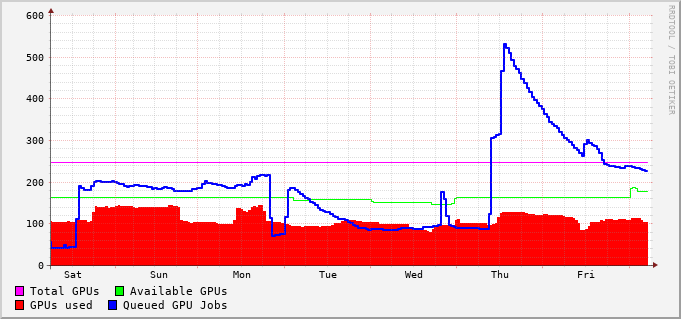 600
500
400
300
200
100
0
Sat Sun Mon Tue Wed Thu Fri
Total GPUs Available GPUs
GPUs used Queued GPU Jobs
RRDTOOL / TOBI OETIKER